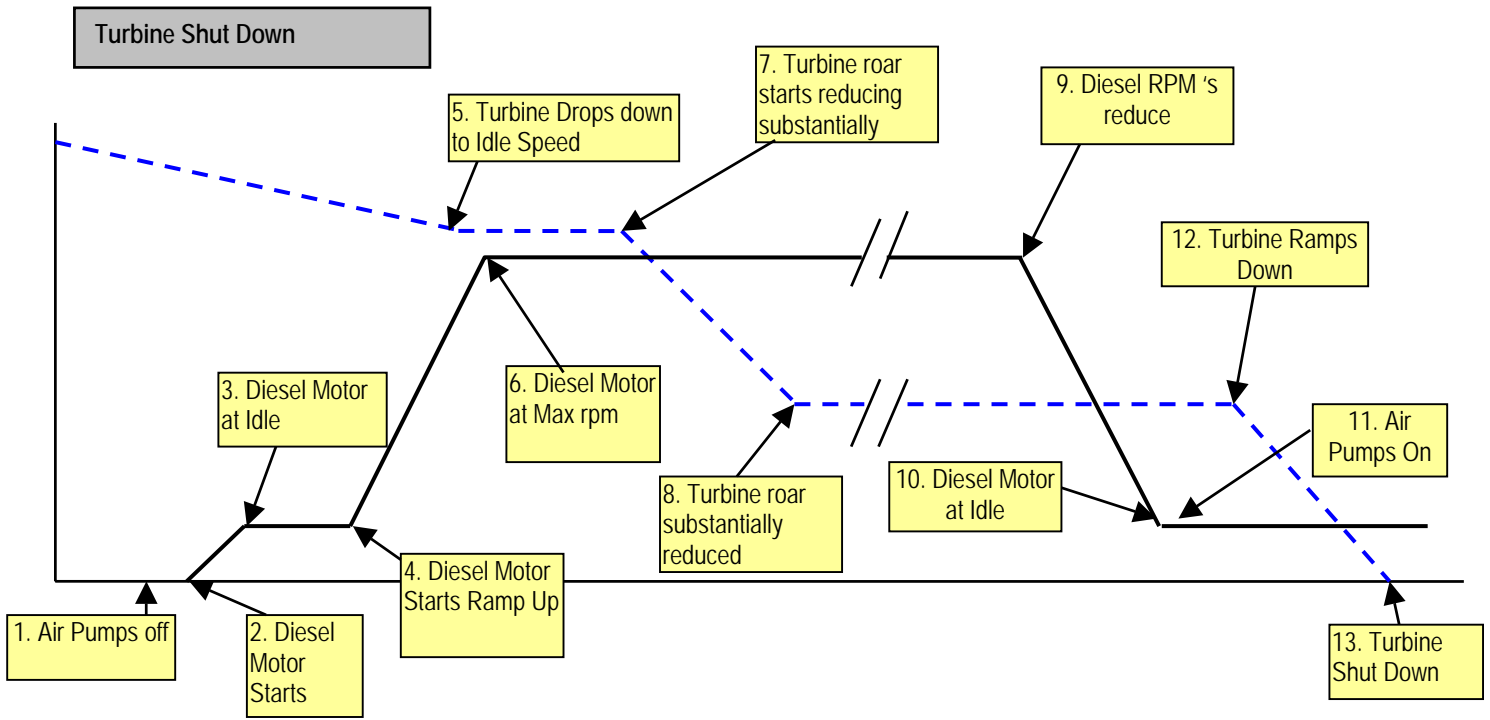 Turbine Shut Down
5. Turbine Drops down
to Idle Speed
7. Turbine roar
starts reducing
substantially
9. Diesel RPM ‘s
reduce
12. Turbine Ramps
Down
3. Diesel Motor
at Idle
6. Diesel Motor
at Max rpm
11. Air
Pumps On
8. Turbine roar
substantially
reduced
10. Diesel Motor
at Idle
4. Diesel Motor
Starts Ramp Up
1. Air Pumps off
2. Diesel
Motor
Starts
13. Turbine
Shut Down